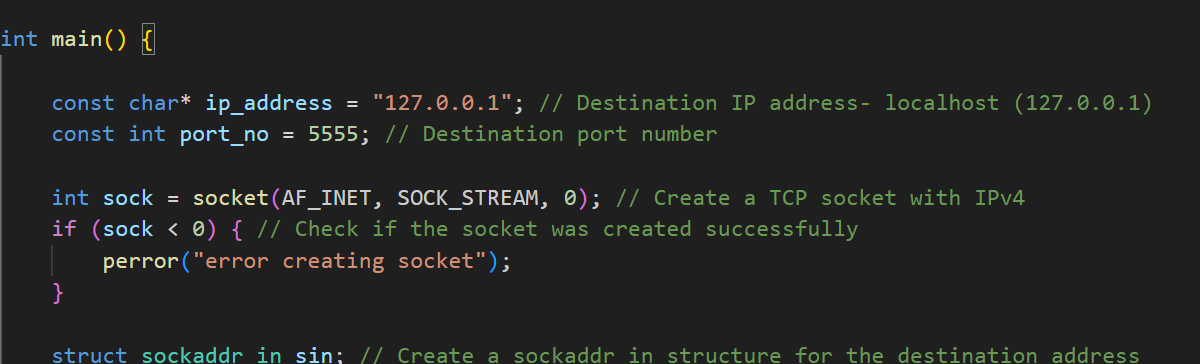 int main() {
const char* ip_address = "127.0.0.1"; // Destination IP address- localhost (127.0.0.1)
const int port_no = 5555; // Destination port number
int sock = socket(AF_INET, SOCK_STREAM, 0); // Create a TCP socket with IPv4
if (sock < 0) { // Check if the socket was created successfully
perror("error creating socket");
}
struct sockaddr_in sin; // Create a sockaddr_in structure for the destination address